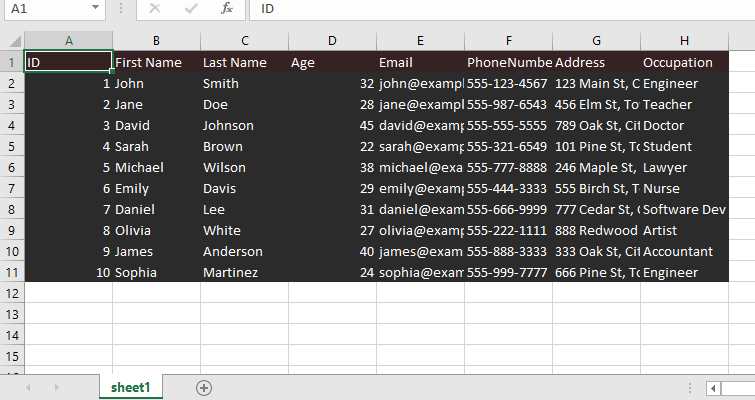 A1 fx ID
A B C D E F G H
1 ID First Name Last Name Age Email PhoneNumbe Address Occupation
2 1 John Smith 32 john@exampl 555-123-4567 123 Main St, C Engineer
3 2 Jane Doe 28 jane@exampl 555-987-6543 456 Elm St, To Teacher
4 3 David Johnson 45 david@examp 555-555-5555 789 Oak St, Cit Doctor
5 4 Sarah Brown 22 sarah@examp 555-321-6549 101 Pine St, To Student
6 5 Michael Wilson 38 michael@exa 555-777-8888 246 Maple St, Lawyer
7 6 Emily Davis 29 emily@examp 555-444-3333 555 Birch St, T Nurse
8 7 Daniel Lee 31 daniel@exam 555-666-9999 777 Cedar St, Software Dev
9 8 Olivia White 27 olivia@examp 555-222-1111 888 Redwood Artist
10 9 James Anderson 40 james@exam 555-888-3333 333 Oak St, Cit Accountant
11 10 Sophia Martinez 24 sophia@exam 555-999-7777 666 Pine St, To Engineer
12
13
14
15
sheet1